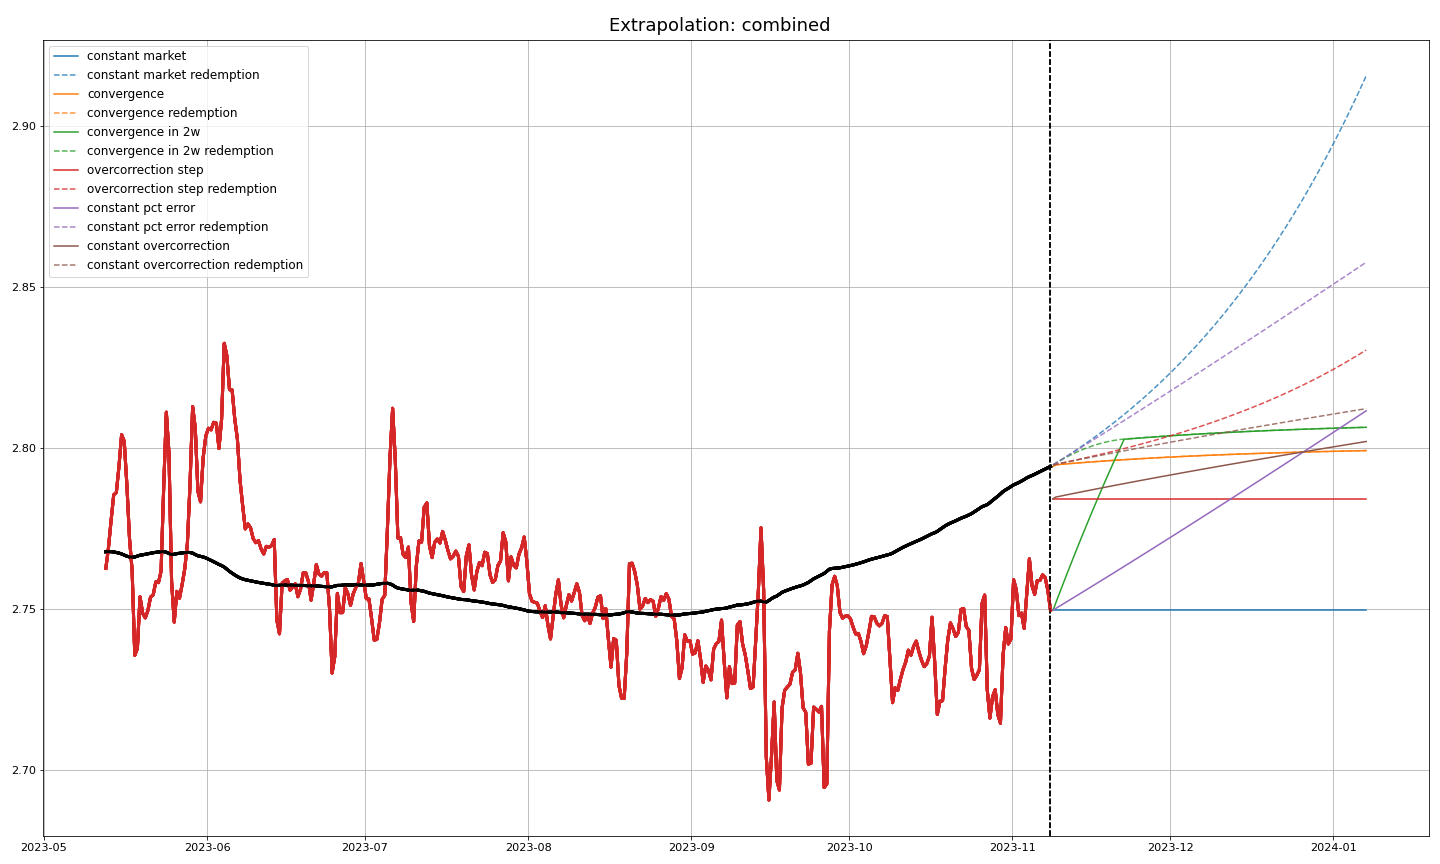 Extrapolation: combined
constant market
constant market redemption
convergence
convergence redemption
convergence in 2w
convergence in 2w redemption
overcorrection step
overcorrection step redemption
constant pct error
constant pct error redemption
constant overcorrection
constant overcorrection redemption
2.90
2.85
2.80
2.75
2.70
2023-05 2023-06 2023-07 2023-08 2023-09 2023-10 2023-11 2023-12 2024-01